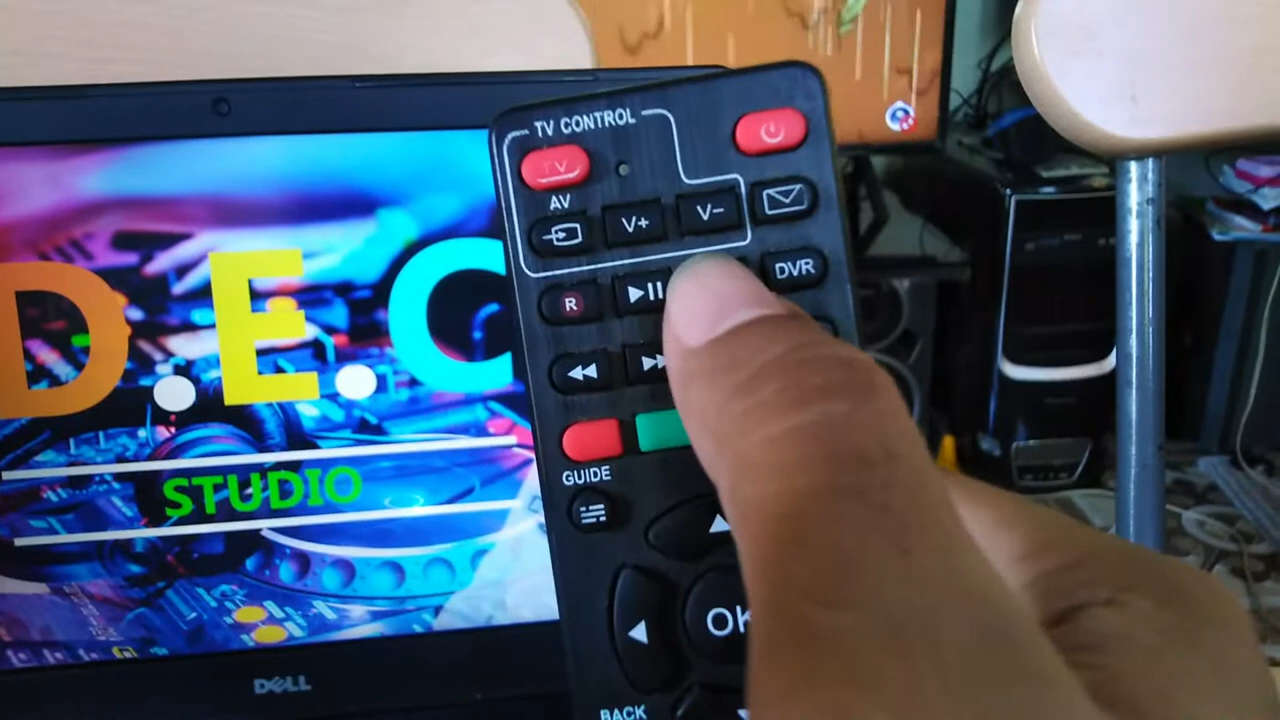 TV CONTROL
TV
AV
V+
V-
DVR
R
D.E.C
STUDIO
GUIDE
OK
BACK
DELL